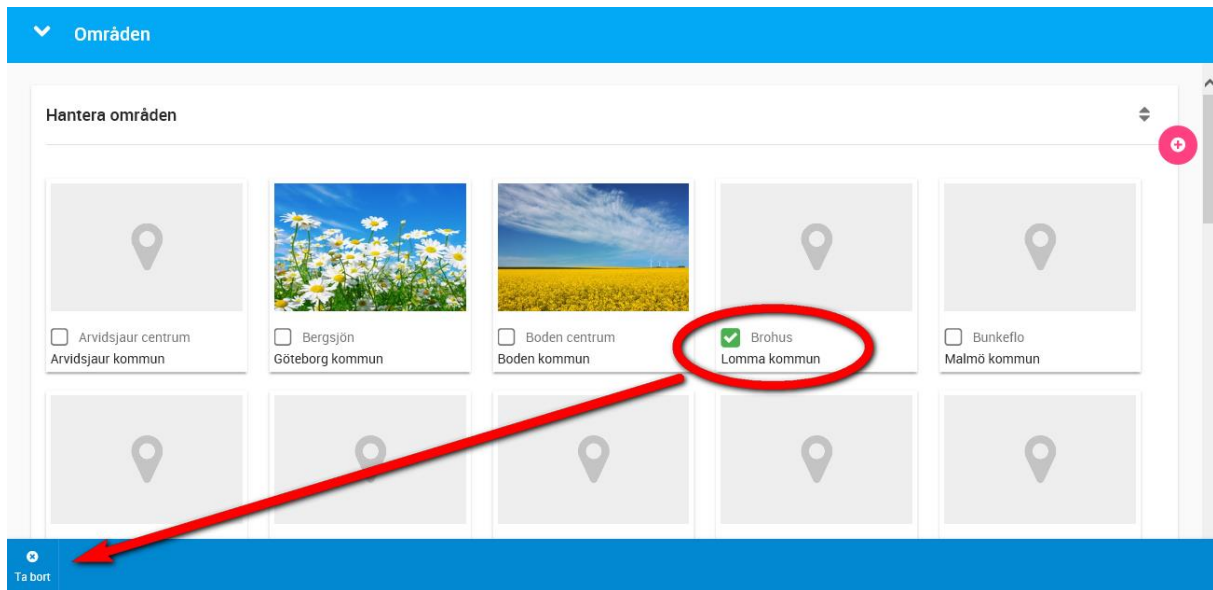 Områden
Hantera områden
Arvidsjaur centrum
Arvidsjaur kommun
Bergsjön
Göteborg kommun
Boden centrum
Boden kommun
Brohus
Lomma kommun
Bunkeflo
Malmö kommun
Ta bort